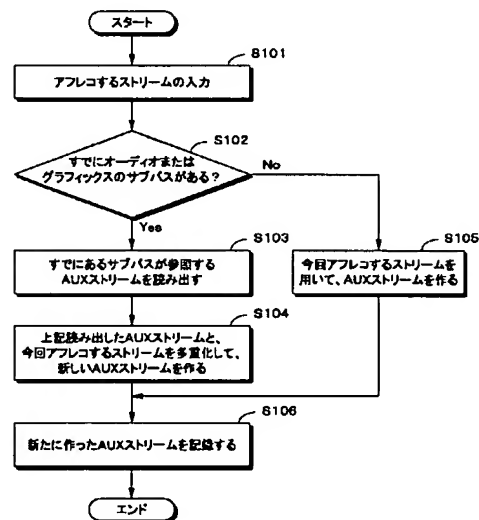 スタート
S101
アフレコするストリームの入力
S102
すでにオーディオまたは
グラフィックスのサブパスがある？
No
Yes
S103
すでにあるサブパスが参照する
AUXストリームを読み出す
S105
今回アフレコするストリームを
用いて、AUXストリームを作る
S104
上記読み出したAUXストリームと、
今回アフレコするストリームを多重化して、
新しいAUXストリームを作る
S106
新たに作ったAUXストリームを記録する
エンド